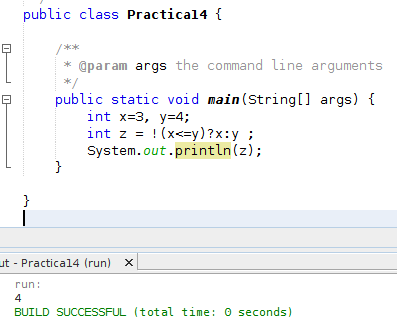 public class Practical4 {
/**
* @param args the command line arguments
*/
public static void main(String[] args) {
int x=3, y=4;
int z = !(x<=y)?x:y ;
System.out.println(z);
}
}
ut - Practical4 (run) ×
run:
4
BUILD SUCCESSFUL (total time: 0 seconds)